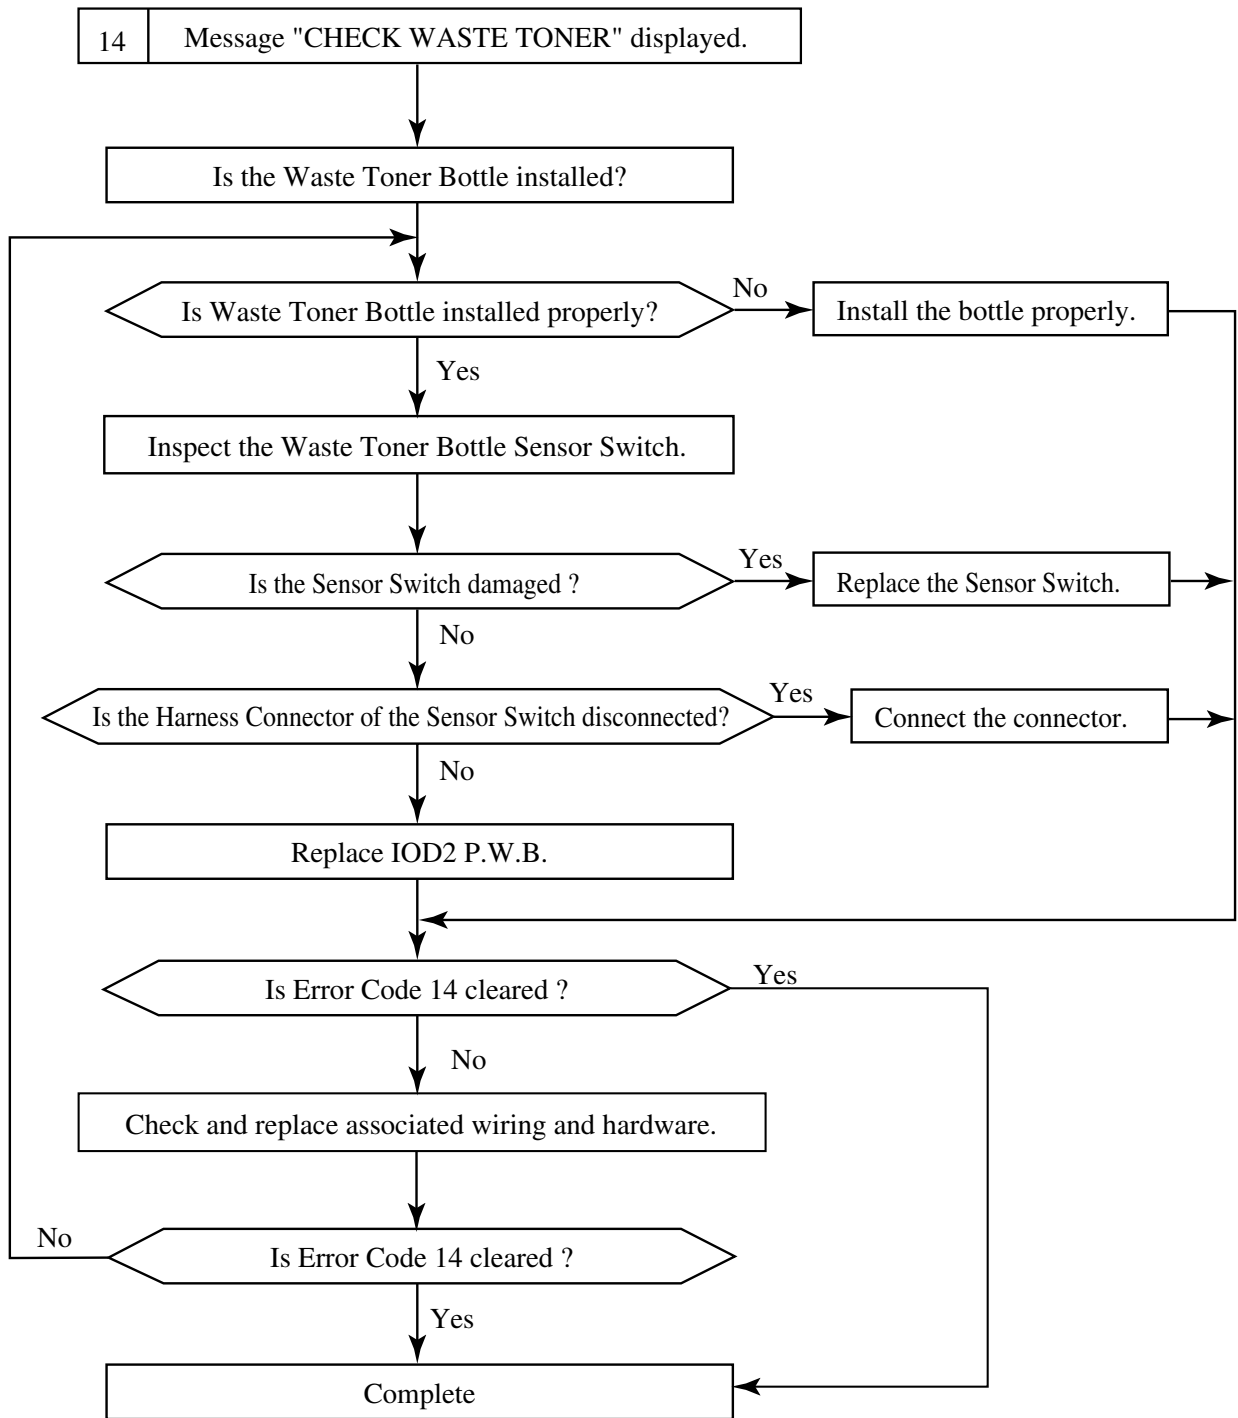 14 Message "CHECK WASTE TONER" displayed.
Is the Waste Toner Bottle installed?
Is Waste Toner Bottle installed properly?
No
Install the bottle properly.
Yes
Inspect the Waste Toner Bottle Sensor Switch.
Is the Sensor Switch damaged ?
Yes
Replace the Sensor Switch.
No
Is the Harness Connector of the Sensor Switch disconnected?
Yes
Connect the connector.
No
Replace IOD2 P.W.B.
Is Error Code 14 cleared ?
Yes
No
Check and replace associated wiring and hardware.
No
Is Error Code 14 cleared ?
Yes
Complete